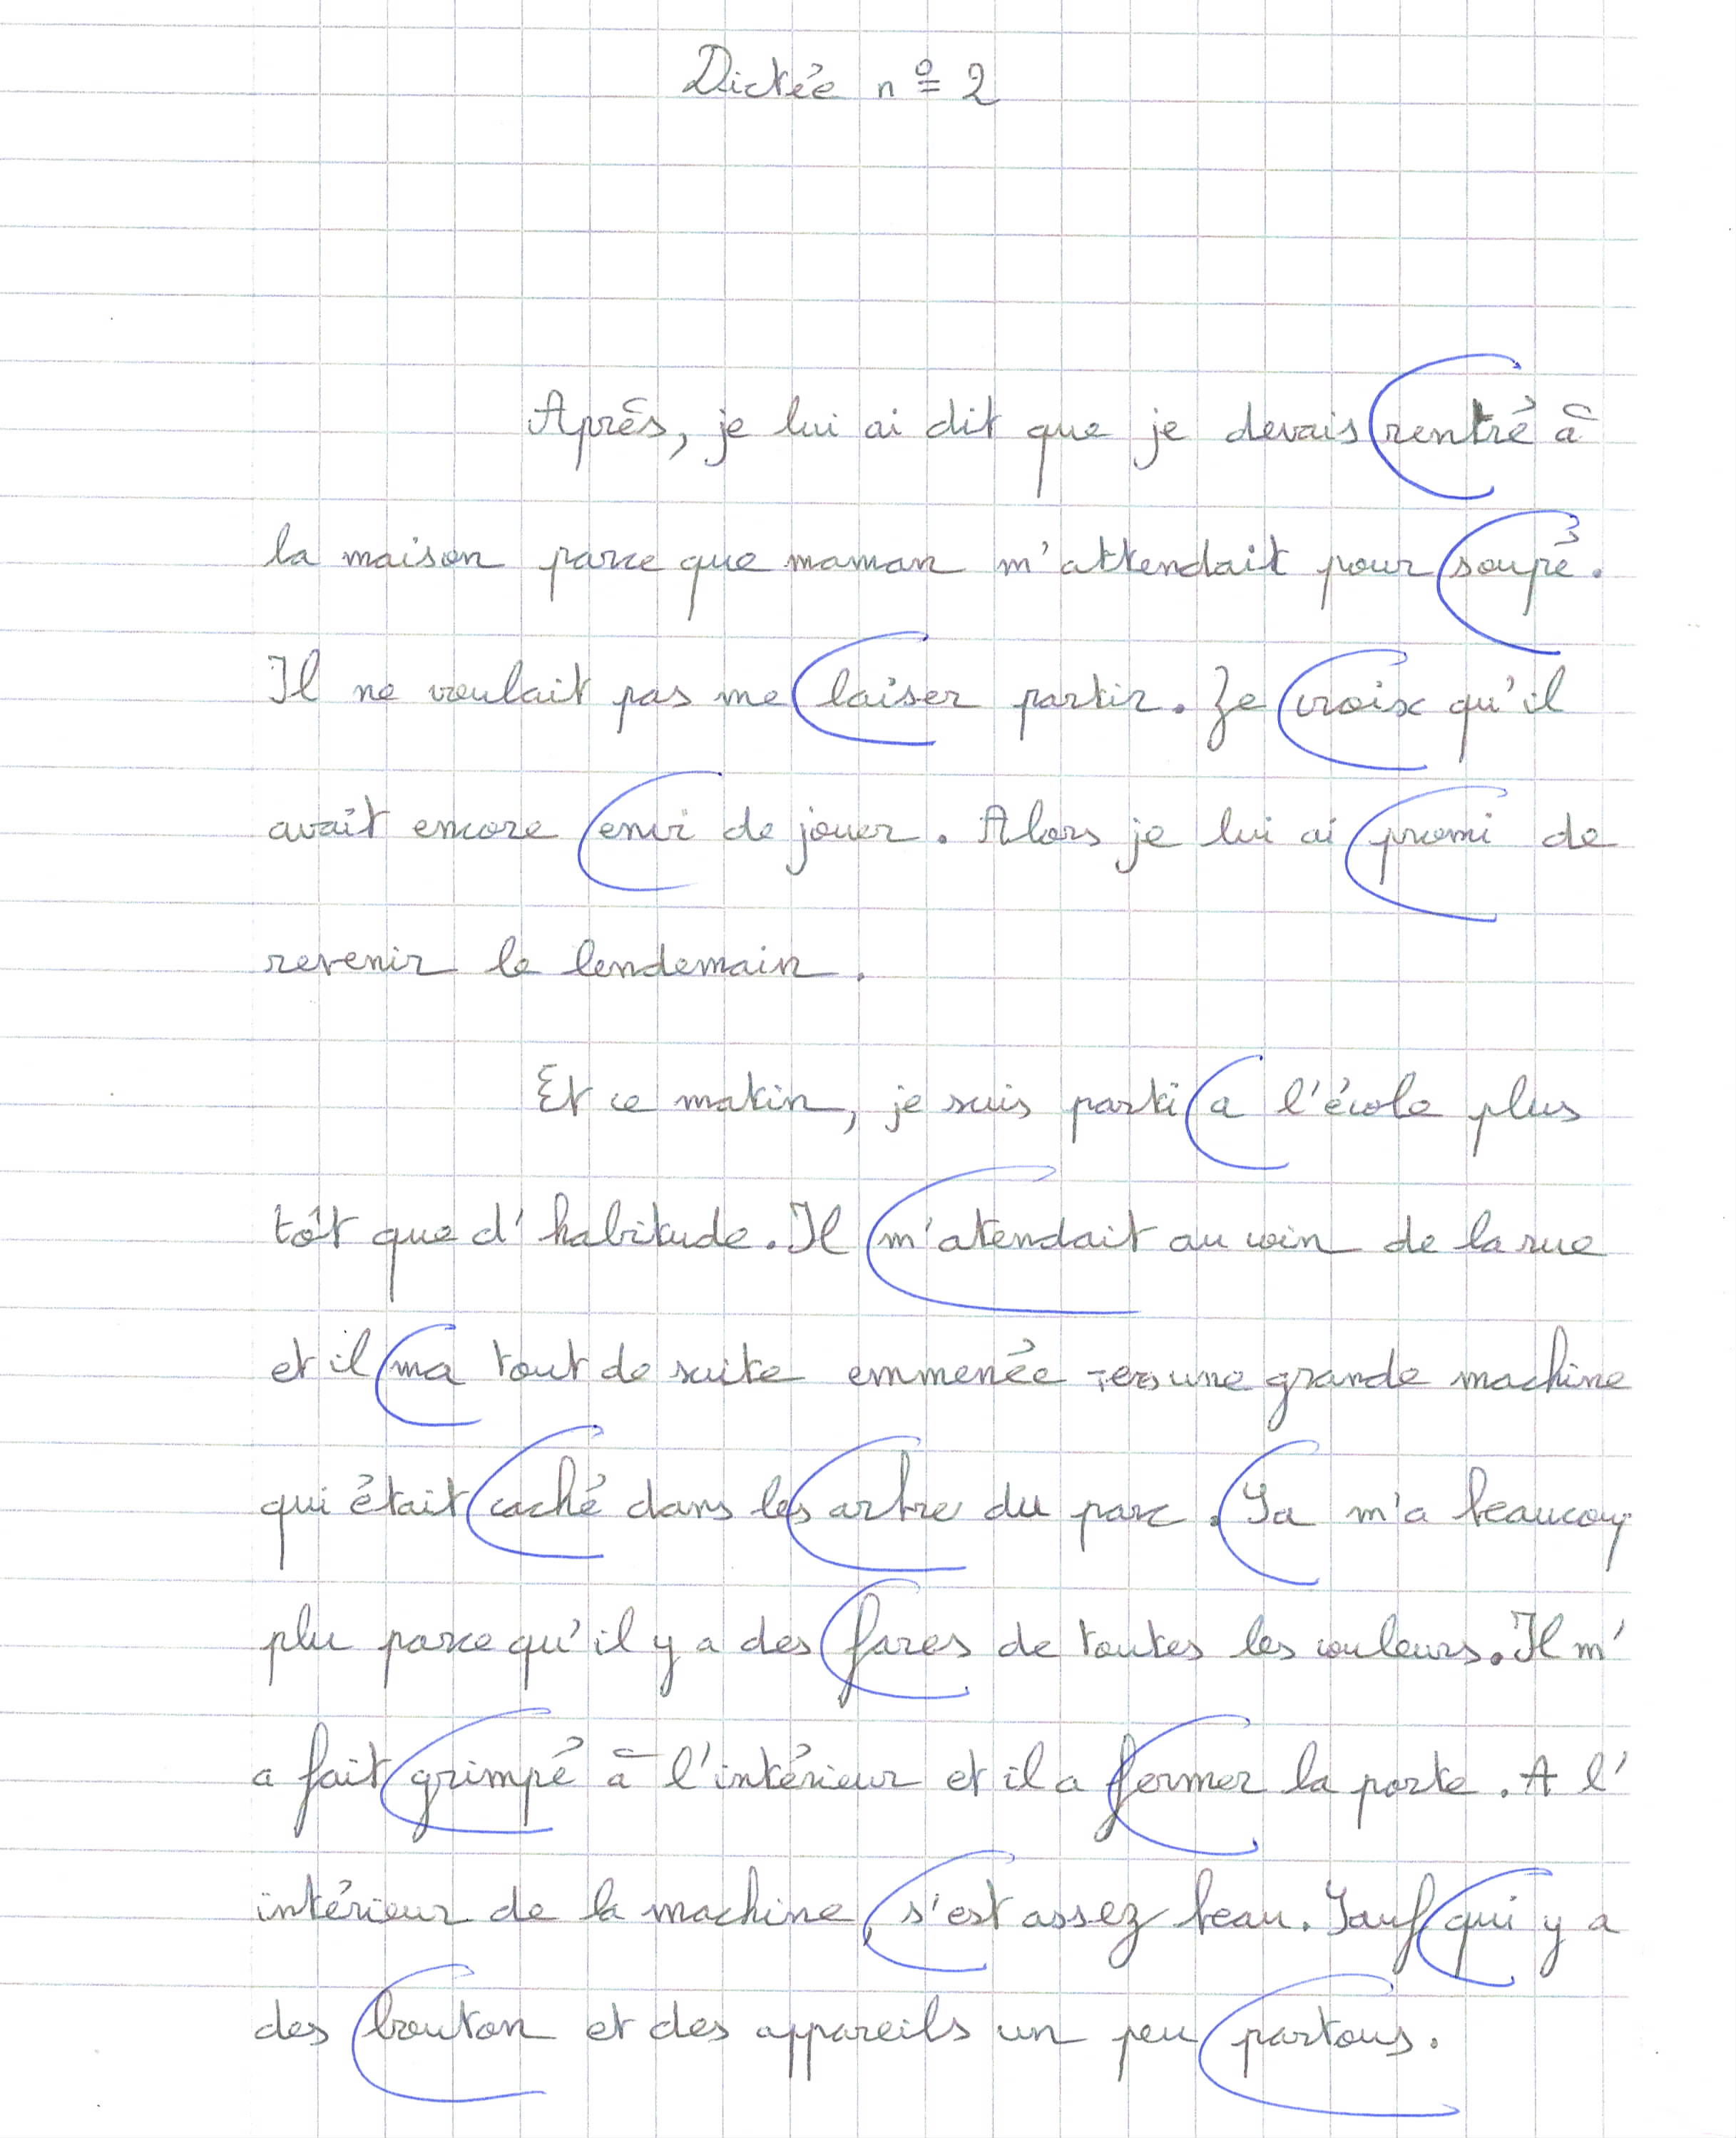 Dictée n° 2
Après, je lui ai dit que je devais rentré à
la maison parce que maman m'attendait pour soupé.
Il ne voulait pas me laiser partir. Je croix qu'il
avait encore envi de jouer. Alors je lui ai promi de
revenir le lendemain.
Et ce matin, je suis parti a l'école plus
tôt que d'habitude. Il m'atendait au coin de la rue
et il ma tout de suite emmenée vers une grande machine
qui était caché dans les arbre du parc. Sa m'a beaucoup
plu parce qu'il y a des fares de toutes les couleurs. Il m'
a fait grimpé à l'intérieur et il a fermer la porte. A l'
intérieur de la machine, s'est assez beau. Sauf qui y a
des bouton et des appareils un peu partous.